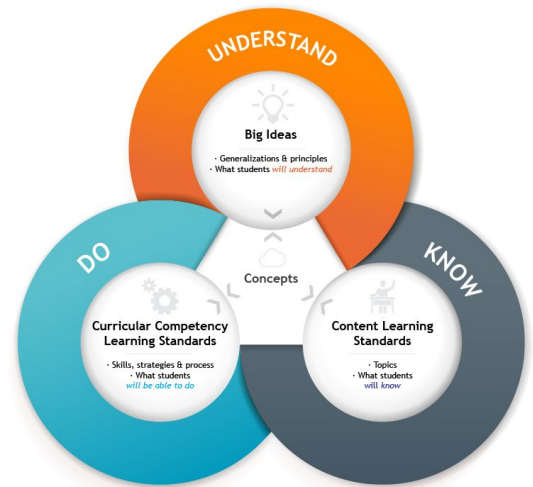 UNDERSTAND
Big Ideas
· Generalizations & principles
· What students will understand
DO
KNOW
Concepts
Curricular Competency
Learning Standards
· Skills, strategies & process
· What students
will be able to do
Content Learning
Standards
· Topics
· What students
will know